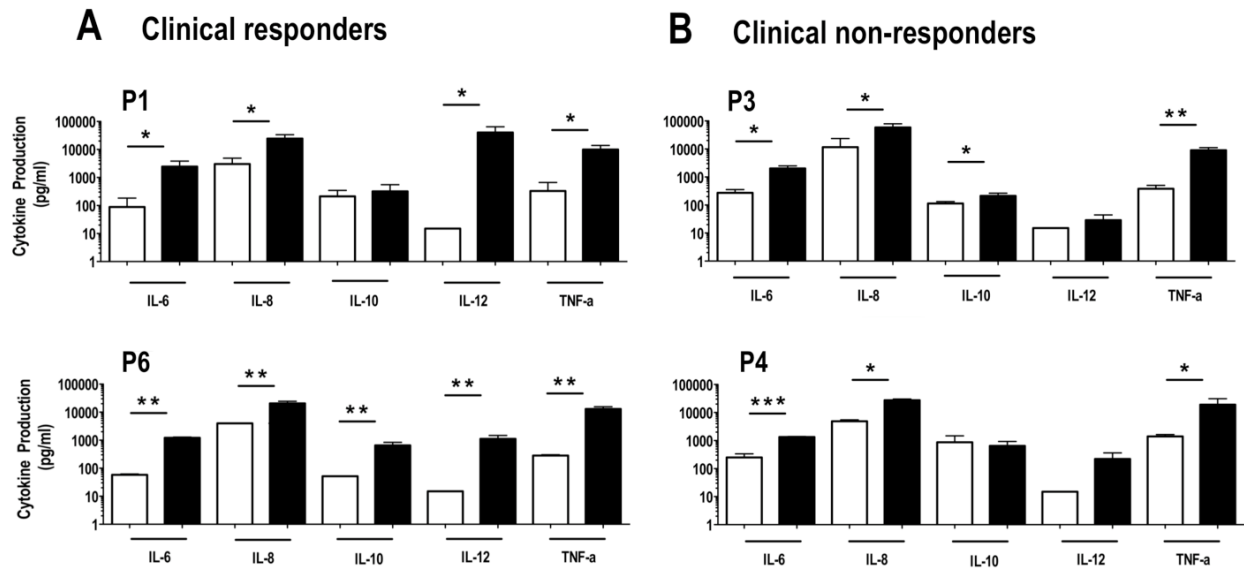 A Clinical responders
B Clinical non-responders
P1
* * * *
Cytokine Production
(pg/ml)
100000
10000
1000
100
10
1
IL-6 IL-8 IL-10 IL-12 TNF-a
P3
* * * **
100000
10000
1000
100
10
1
IL-6 IL-8 IL-10 IL-12 TNF-a
P6
** ** ** ** **
Cytokine Production
(pg/ml)
100000
10000
1000
100
10
1
IL-6 IL-8 IL-10 IL-12 TNF-a
P4
*** * *
100000
10000
1000
100
10
1
IL-6 IL-8 IL-10 IL-12 TNF-a